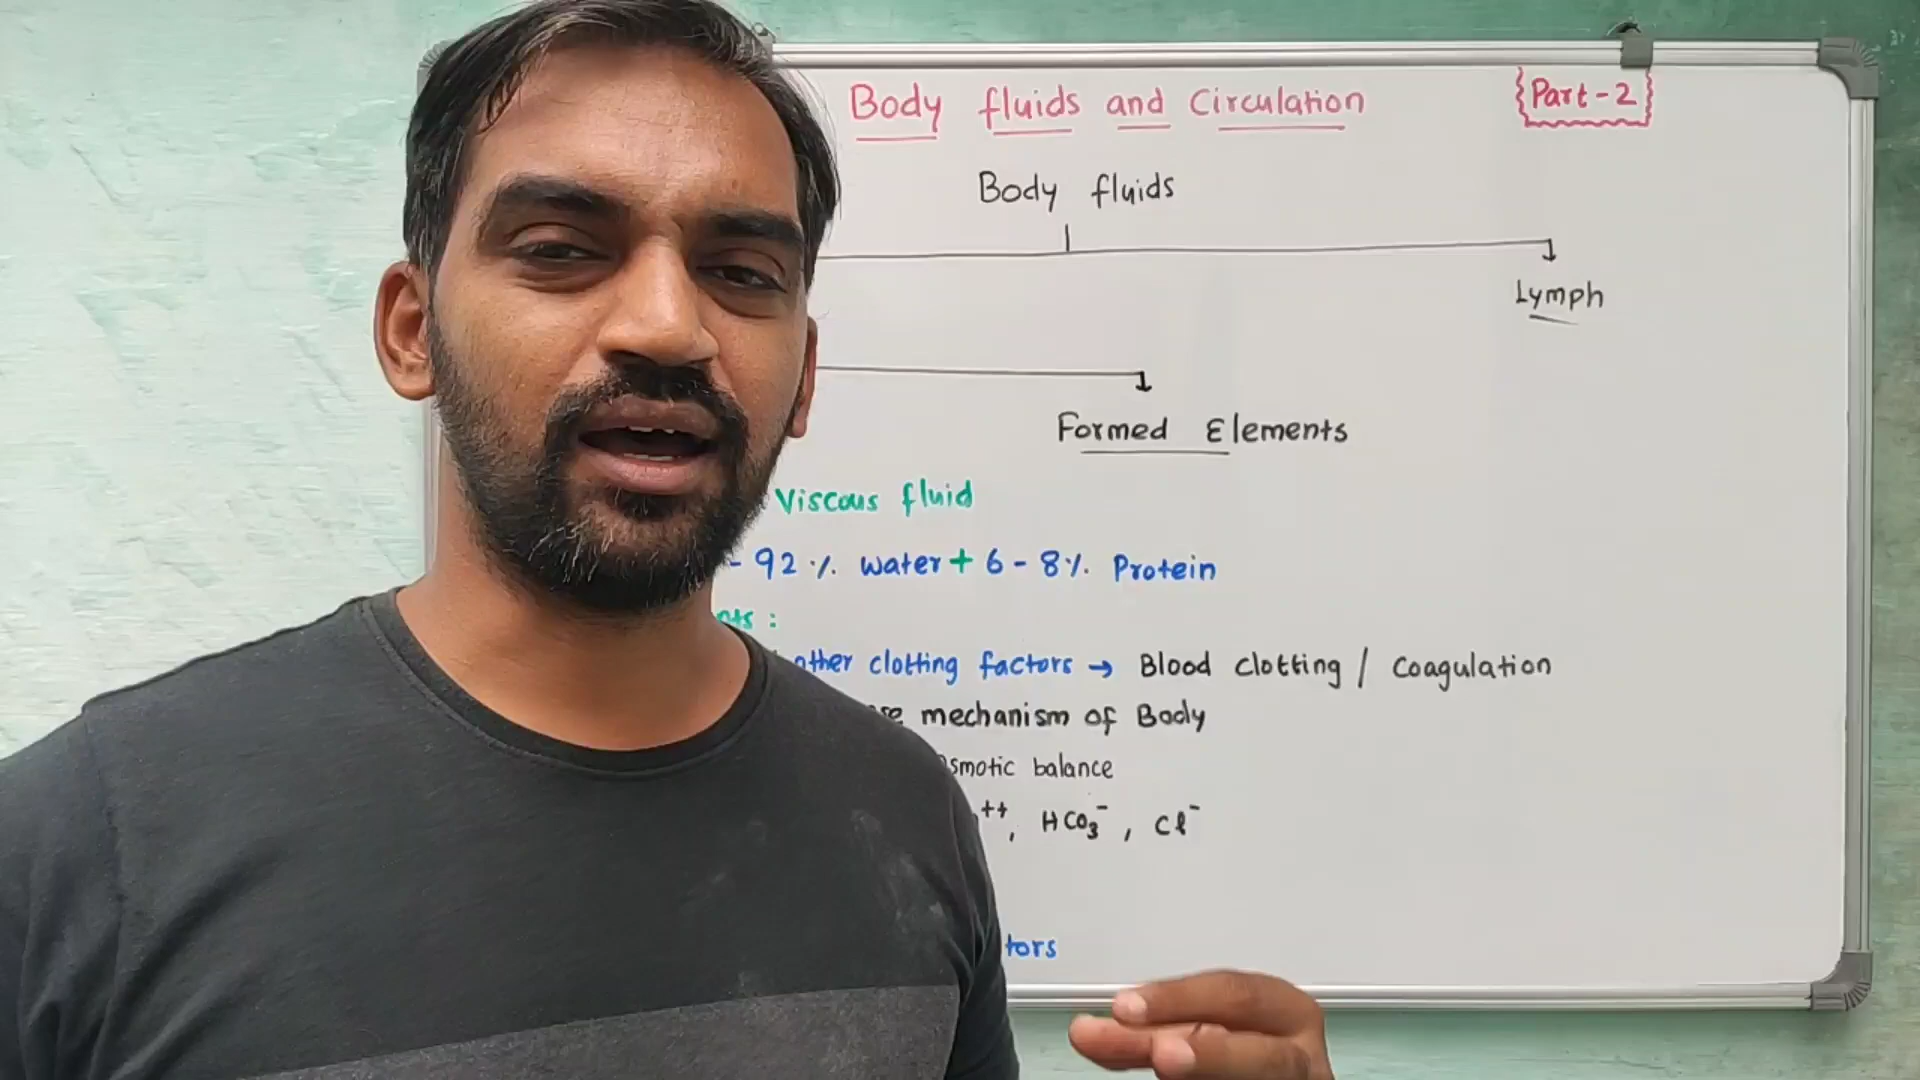 Body fluids and Circulation
Part-2
Body fluids
Lymph
Formed Elements
Viscous fluid
- 92 % water + 6 - 8% Protein
nts :
other clotting factors → Blood clotting / coagulation
mechanism of Body
smotic balance
++, HCO3-, Cl-
tors